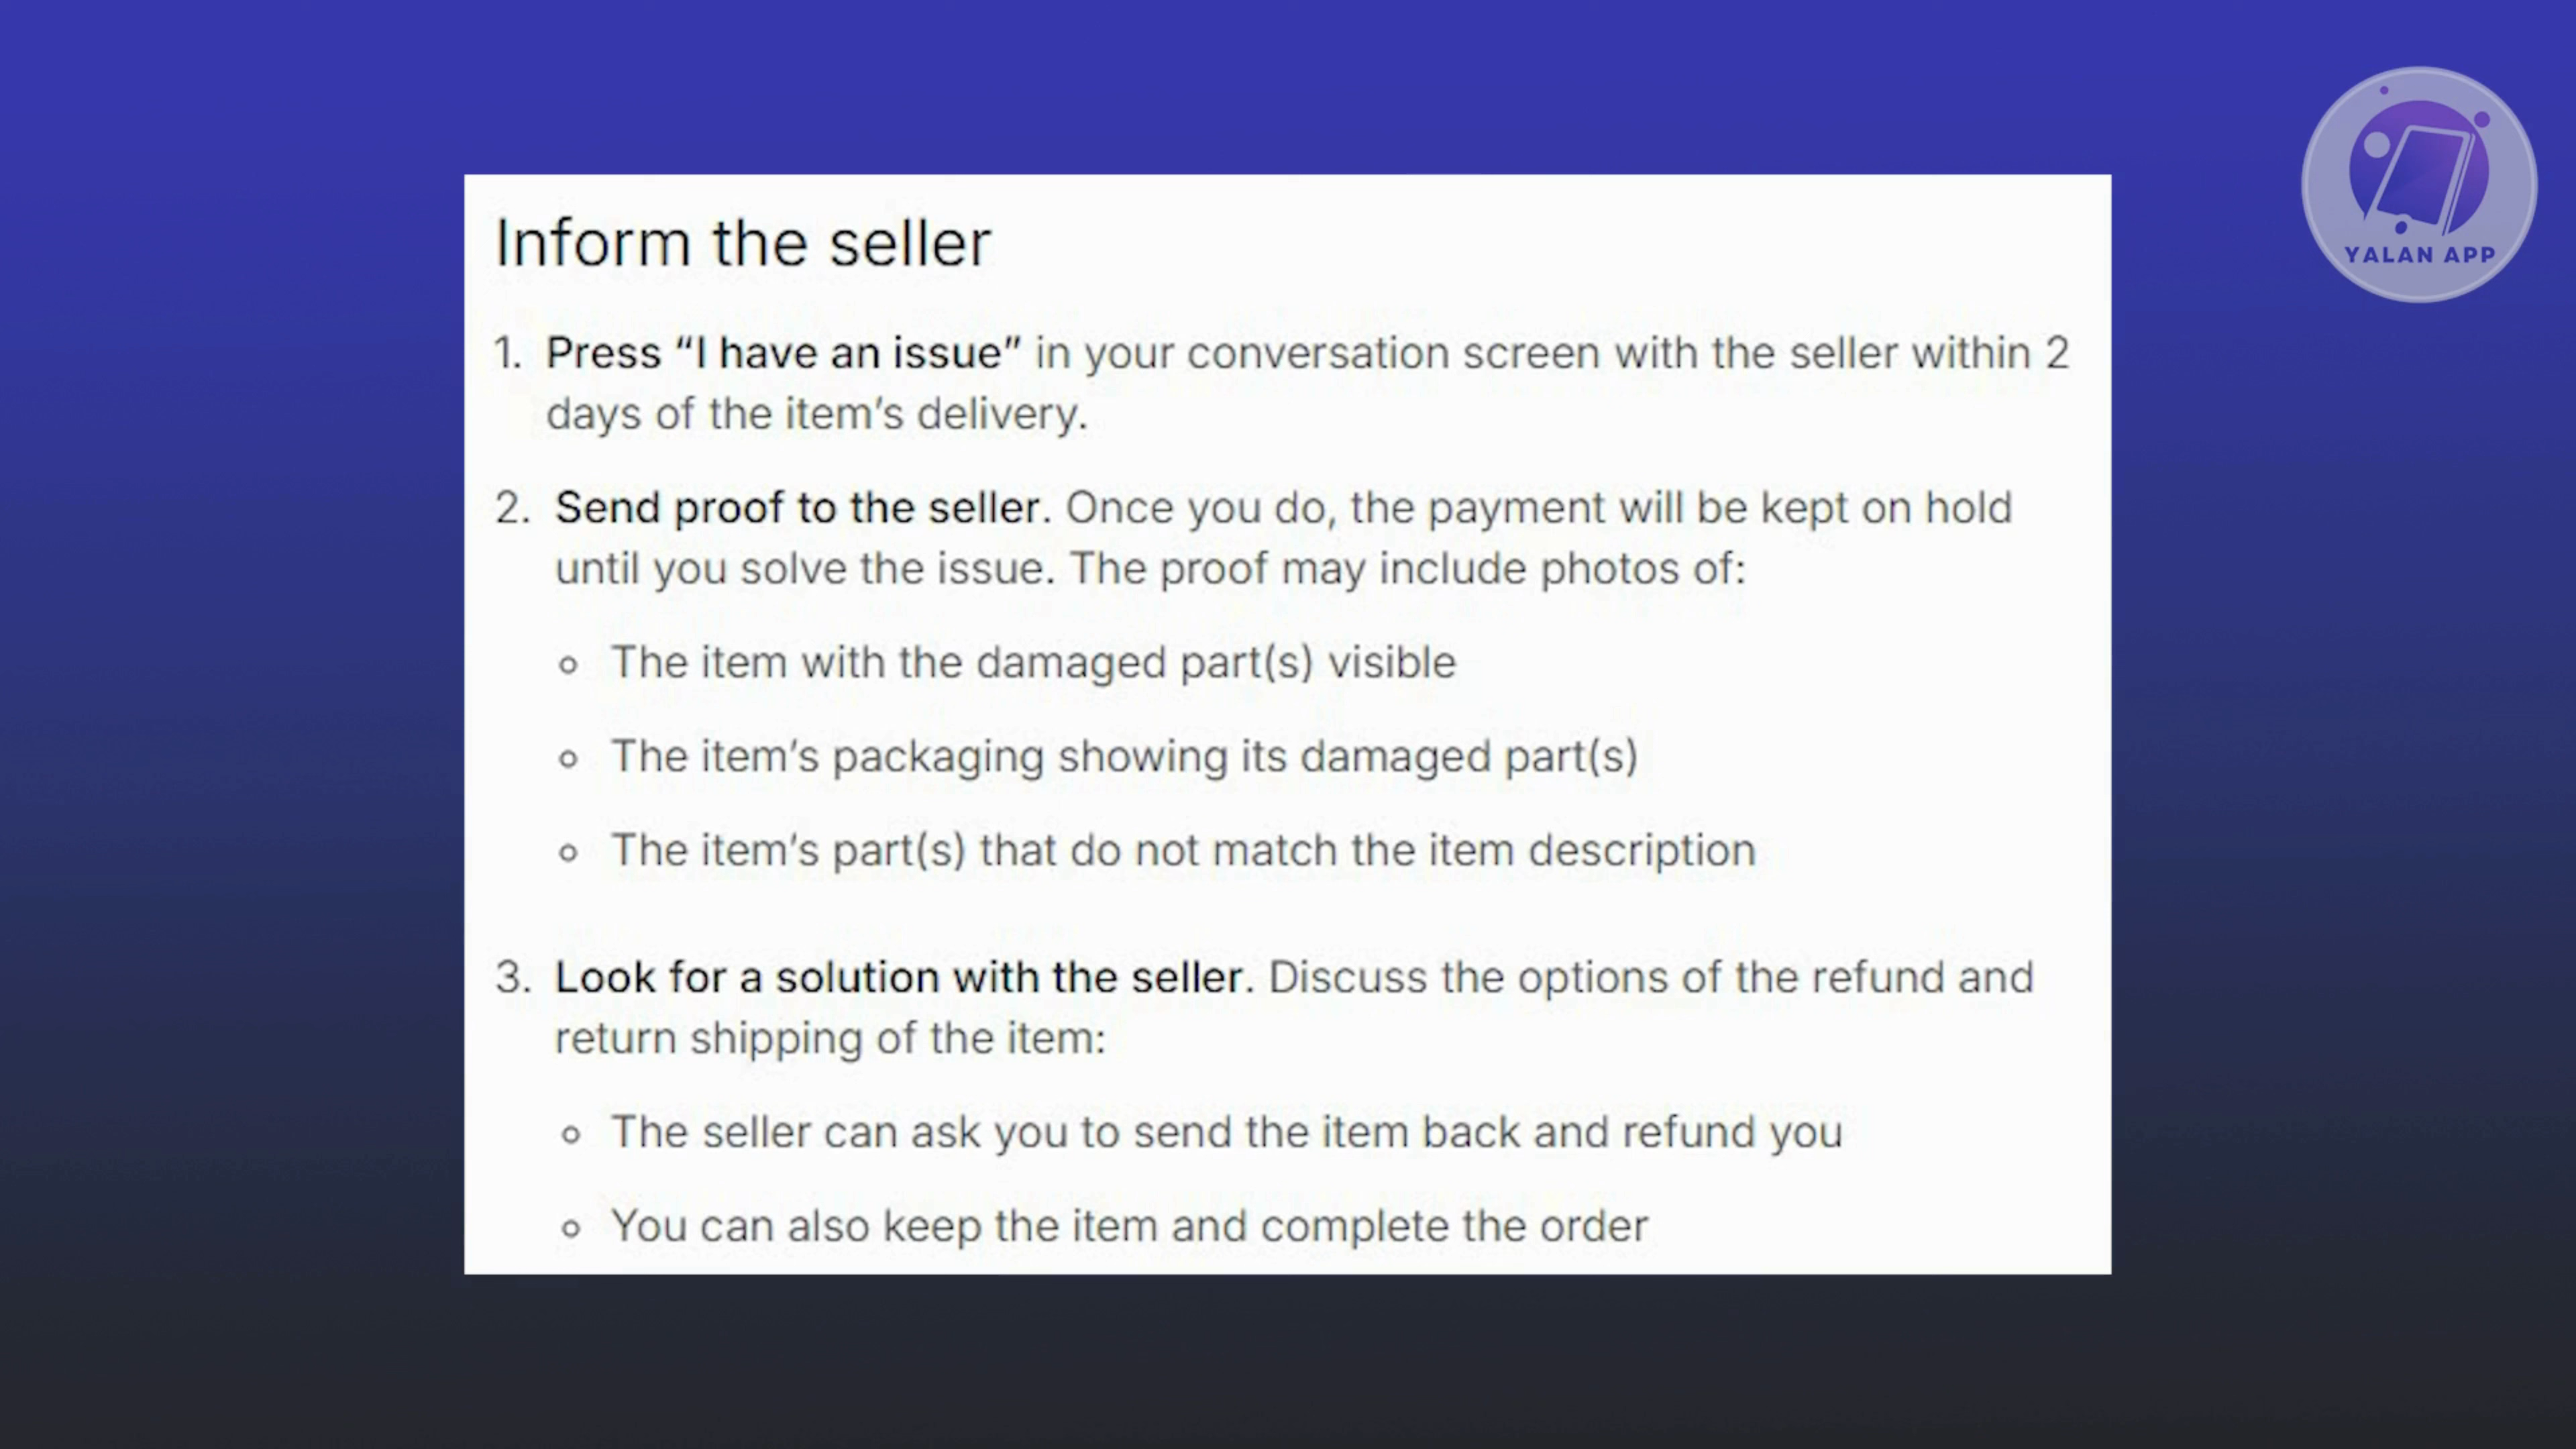 YALAN APP
Inform the seller
1. Press “I have an issue” in your conversation screen with the seller within 2
days of the item’s delivery.
2. Send proof to the seller. Once you do, the payment will be kept on hold
until you solve the issue. The proof may include photos of:
The item with the damaged part(s) visible
The item’s packaging showing its damaged part(s)
The item’s part(s) that do not match the item description
3. Look for a solution with the seller. Discuss the options of the refund and
return shipping of the item:
The seller can ask you to send the item back and refund you
You can also keep the item and complete the order